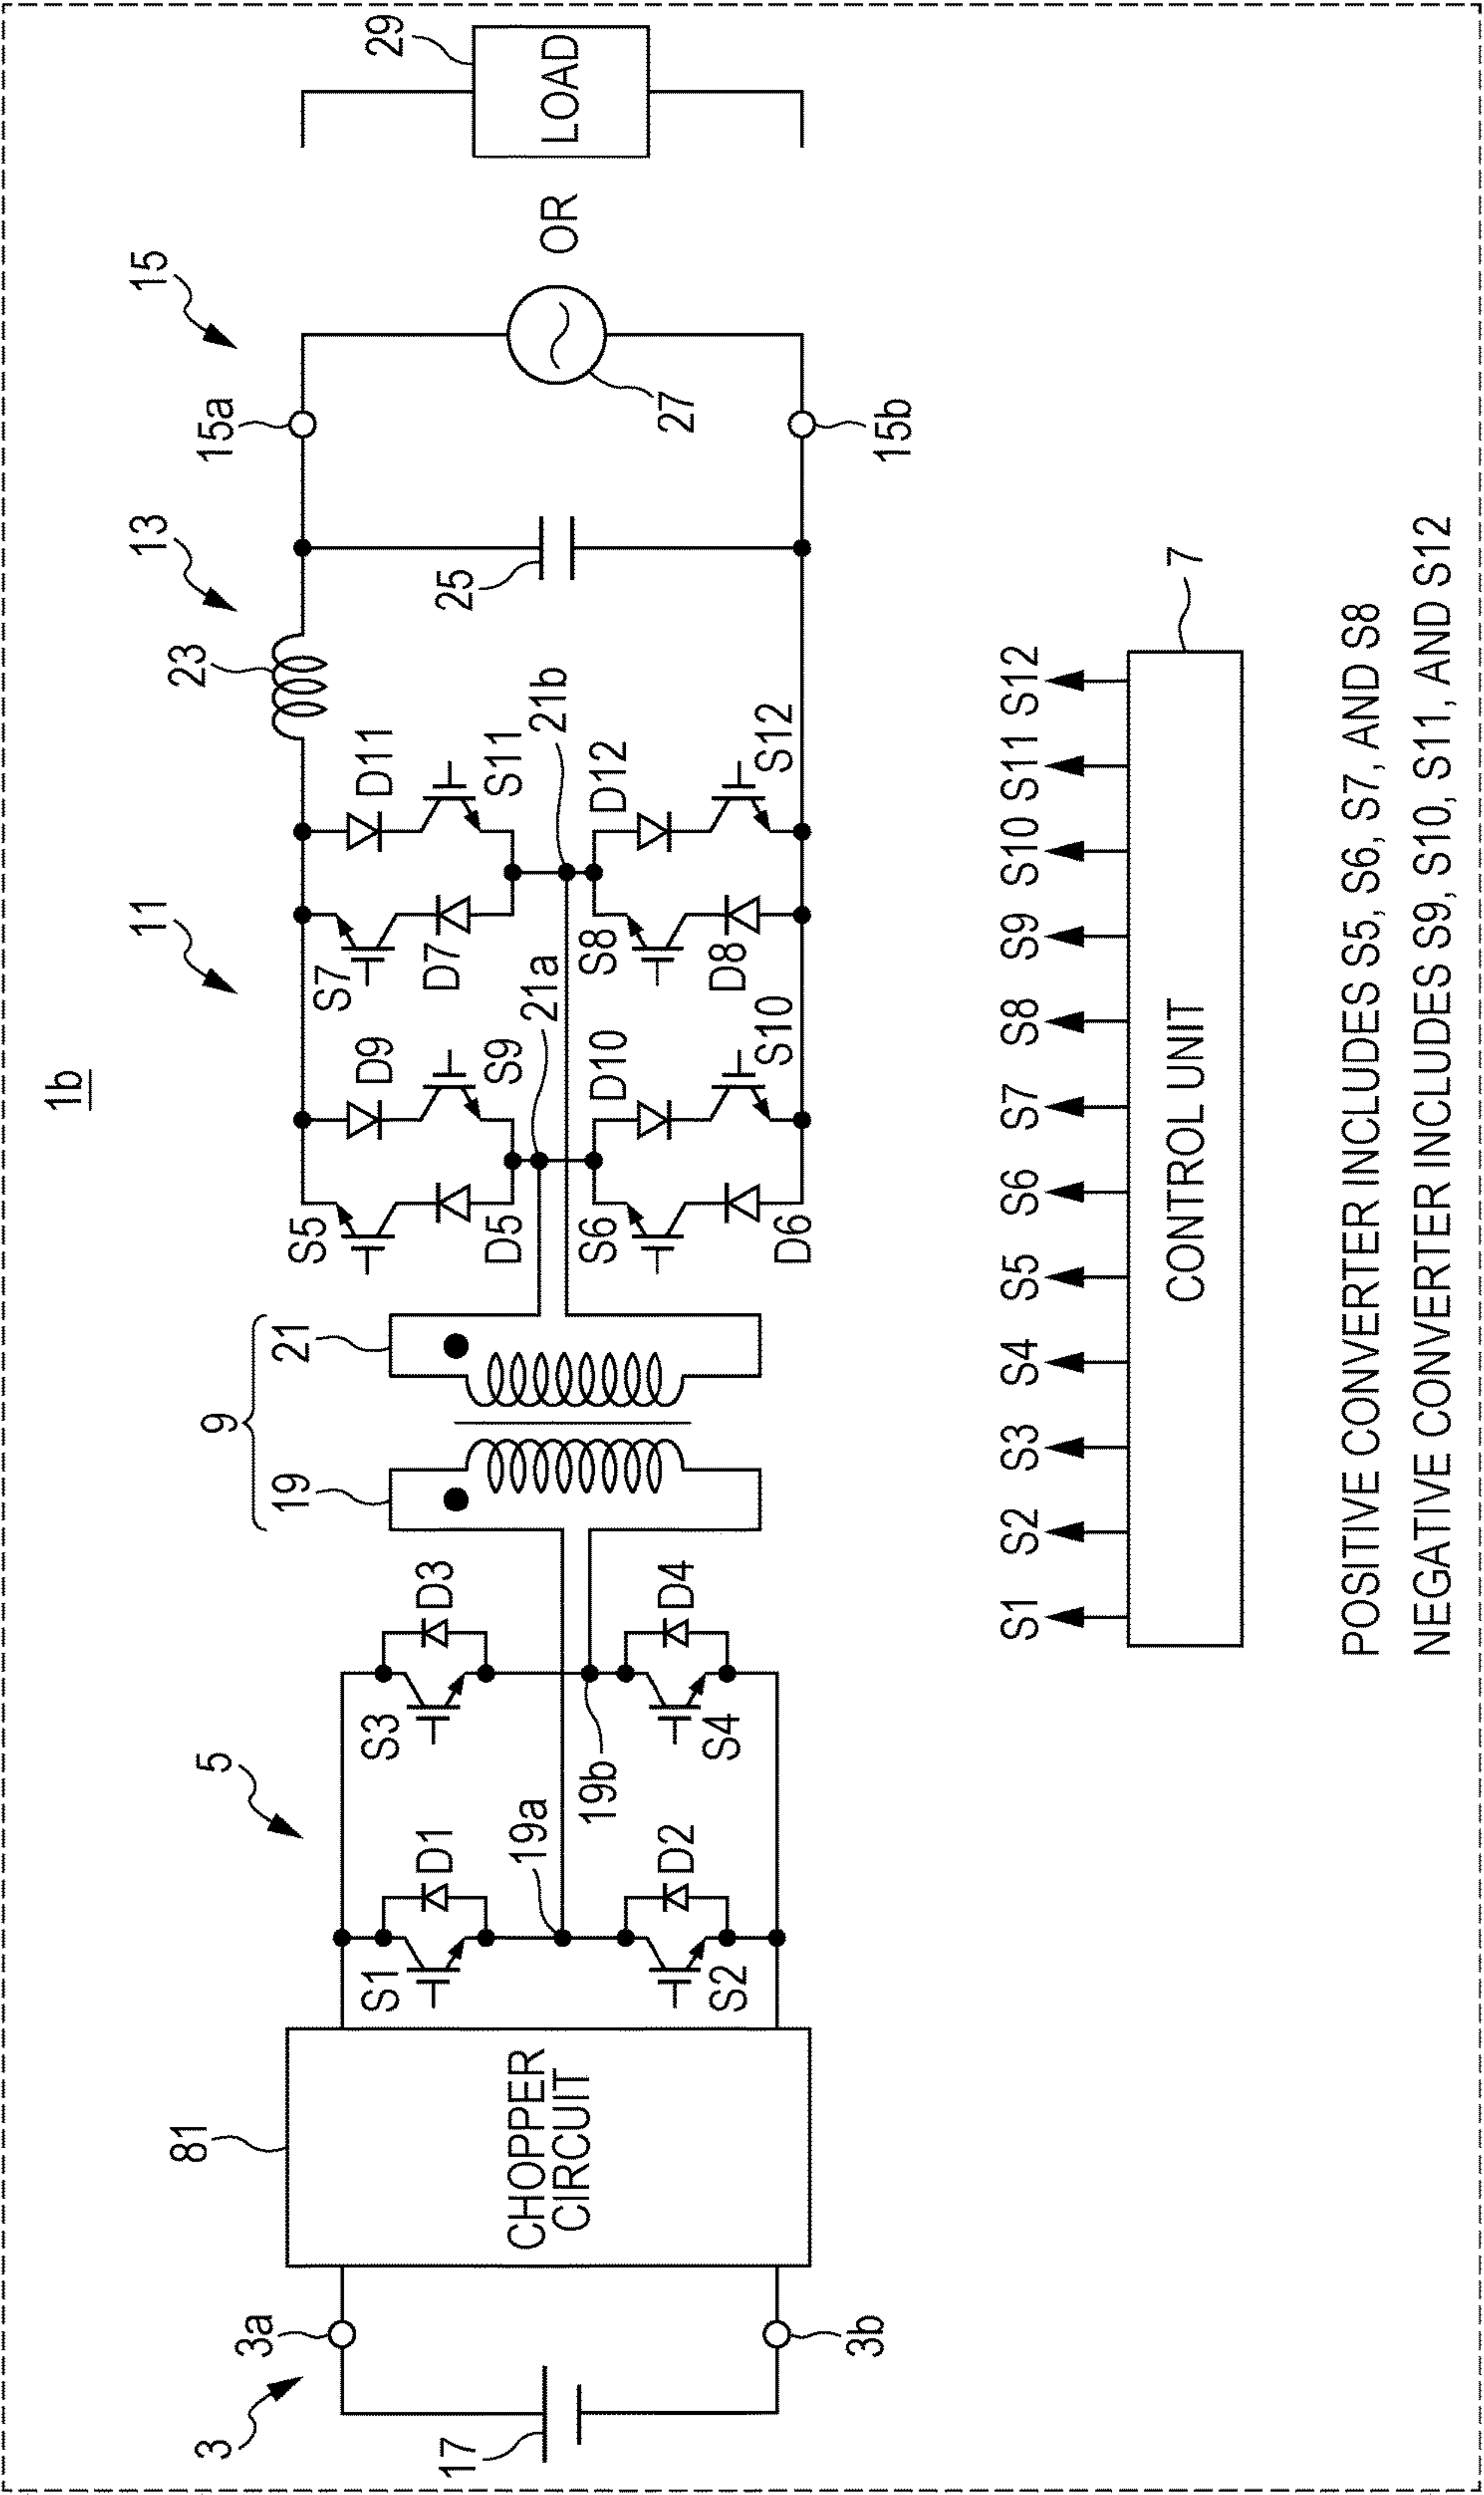 1b
3
3a
3b
17
81
CHOPPER
CIRCUIT
5
S1
D1
S2
D2
19a
S3
D3
S4
D4
19b
9
19
21
11
S5
D5
S6
D6
D9
S9
D10
S10
21a
S7
D7
S8
D8
D11
S11
D12
S12
21b
13
23
25
15
15a
15b
27
OR
29
LOAD
S1 S2 S3 S4 S5 S6 S7 S8 S9 S10 S11 S12
CONTROL UNIT
7
POSITIVE CONVERTER INCLUDES S5, S6, S7, AND S8
NEGATIVE CONVERTER INCLUDES S9, S10, S11, AND S12